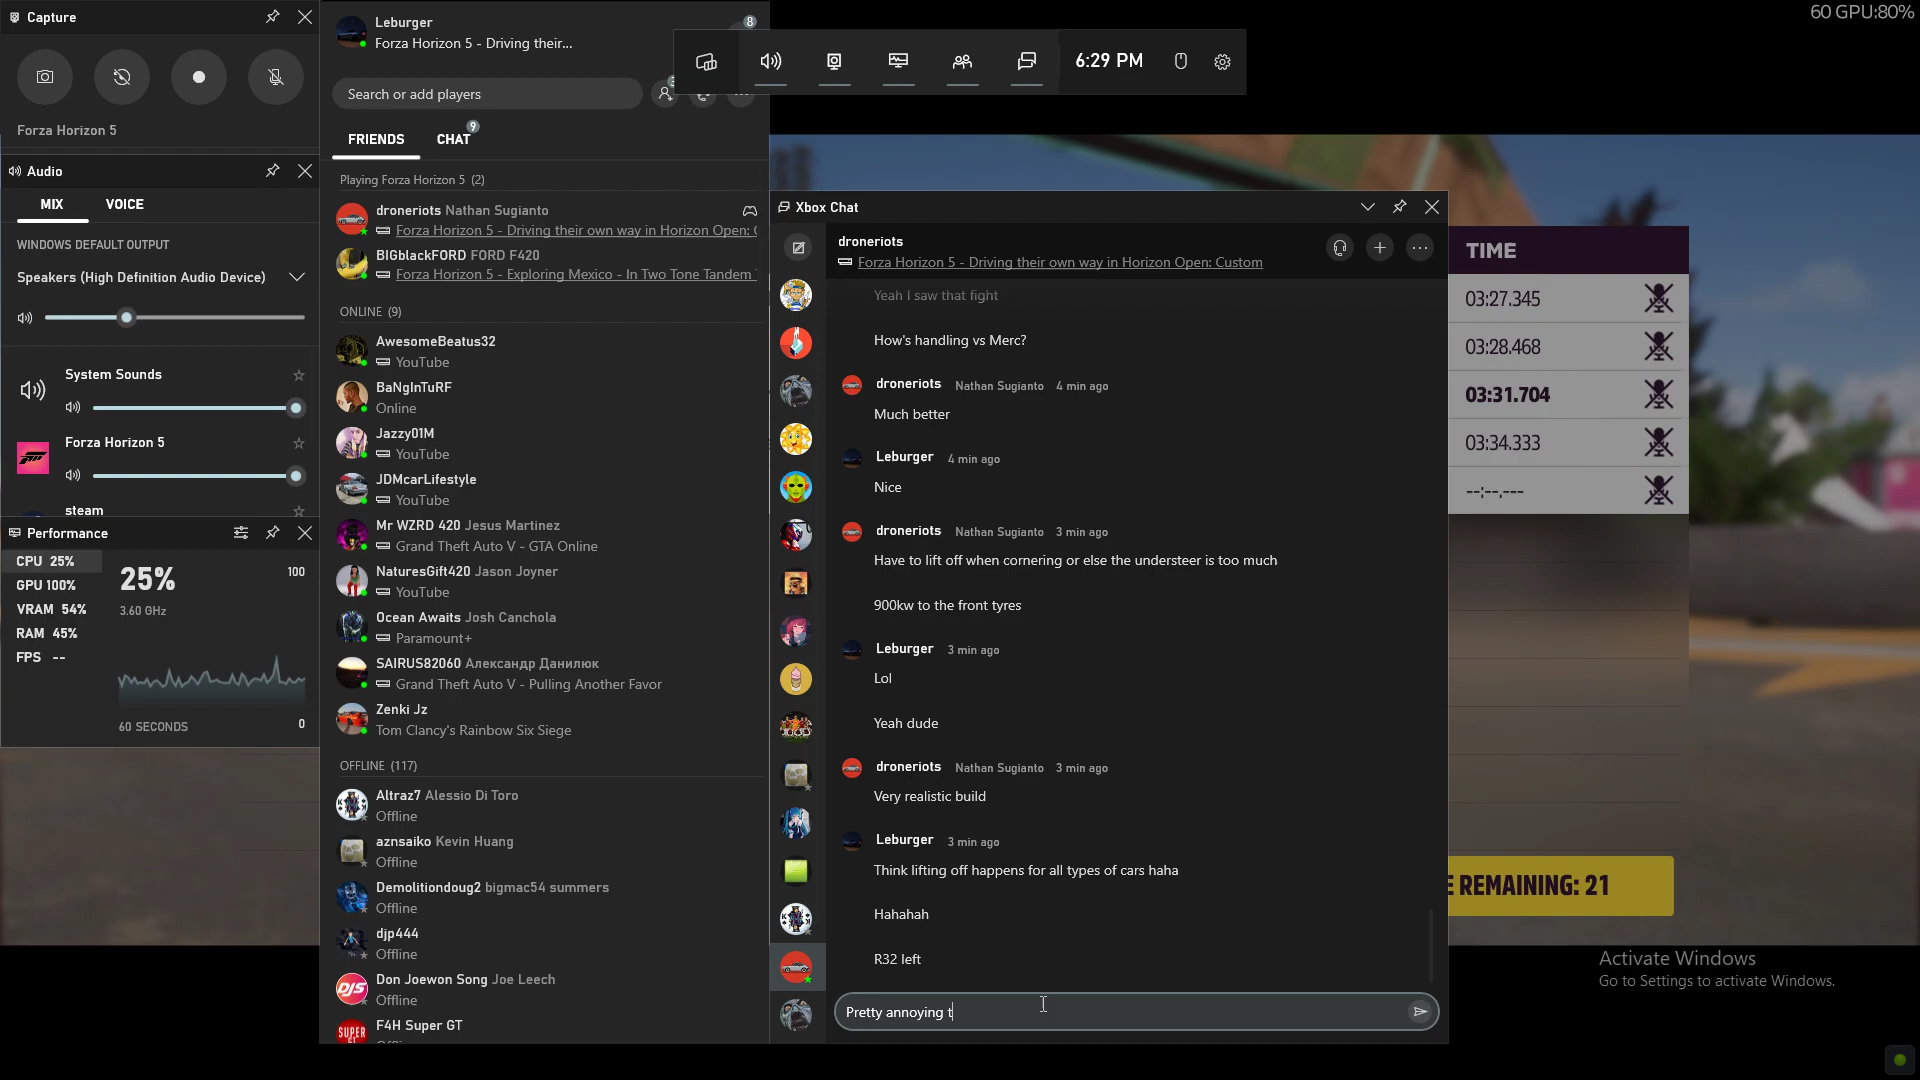 Capture
Forza Horizon 5
Audio
MIX
VOICE
WINDOWS DEFAULT OUTPUT
Speakers (High Definition Audio Device)
System Sounds
Forza Horizon 5
steam
Performance
CPU 25%
GPU 100%
VRAM 54%
RAM 45%
FPS --
25%
3.60 GHz
100
60 SECONDS
0
Leburger
Forza Horizon 5 - Driving their...
8
Search or add players
FRIENDS
CHAT
9
Playing Forza Horizon 5 (2)
droneriots Nathan Sugianto
Forza Horizon 5 - Driving their own way in Horizon Open:
BIGblackFORD FORD F420
Forza Horizon 5 - Exploring Mexico - In Two Tone Tandem
ONLINE (9)
AwesomeBeatus32
YouTube
BaNgInTuRF
Online
Jazzy01M
YouTube
JDMcarLifestyle
YouTube
Mr WZRD 420 Jesus Martinez
Grand Theft Auto V - GTA Online
NaturesGift420 Jason Joyner
YouTube
Ocean Awaits Josh Canchola
Paramount+
SAIRUS82060 Александр Данилюк
Grand Theft Auto V - Pulling Another Favor
Zenki Jz
Tom Clancy's Rainbow Six Siege
OFFLINE (117)
Altraz7 Alessio Di Toro
Offline
aznsaiko Kevin Huang
Offline
Demolitiondoug2 bigmac54 summers
Offline
djp444
Offline
Don Joewon Song Joe Leech
Offline
F4H Super GT
6:29 PM
60 GPU:80%
Xbox Chat
droneriots
Forza Horizon 5 - Driving their own way in Horizon Open: Custom
Yeah I saw that fight
How's handling vs Merc?
droneriots Nathan Sugianto 4 min ago
Much better
Leburger 4 min ago
Nice
droneriots Nathan Sugianto 3 min ago
Have to lift off when cornering or else the understeer is too much
900kw to the front tyres
Leburger 3 min ago
Lol
Yeah dude
droneriots Nathan Sugianto 3 min ago
Very realistic build
Leburger 3 min ago
Think lifting off happens for all types of cars haha
Hahahah
R32 left
Pretty annoying t
TIME
03:27.345
03:28.468
03:31.704
03:34.333
--:--.---
REMAINING: 21
Activate Windows
Go to Settings to activate Windows.
DJS
SUPER